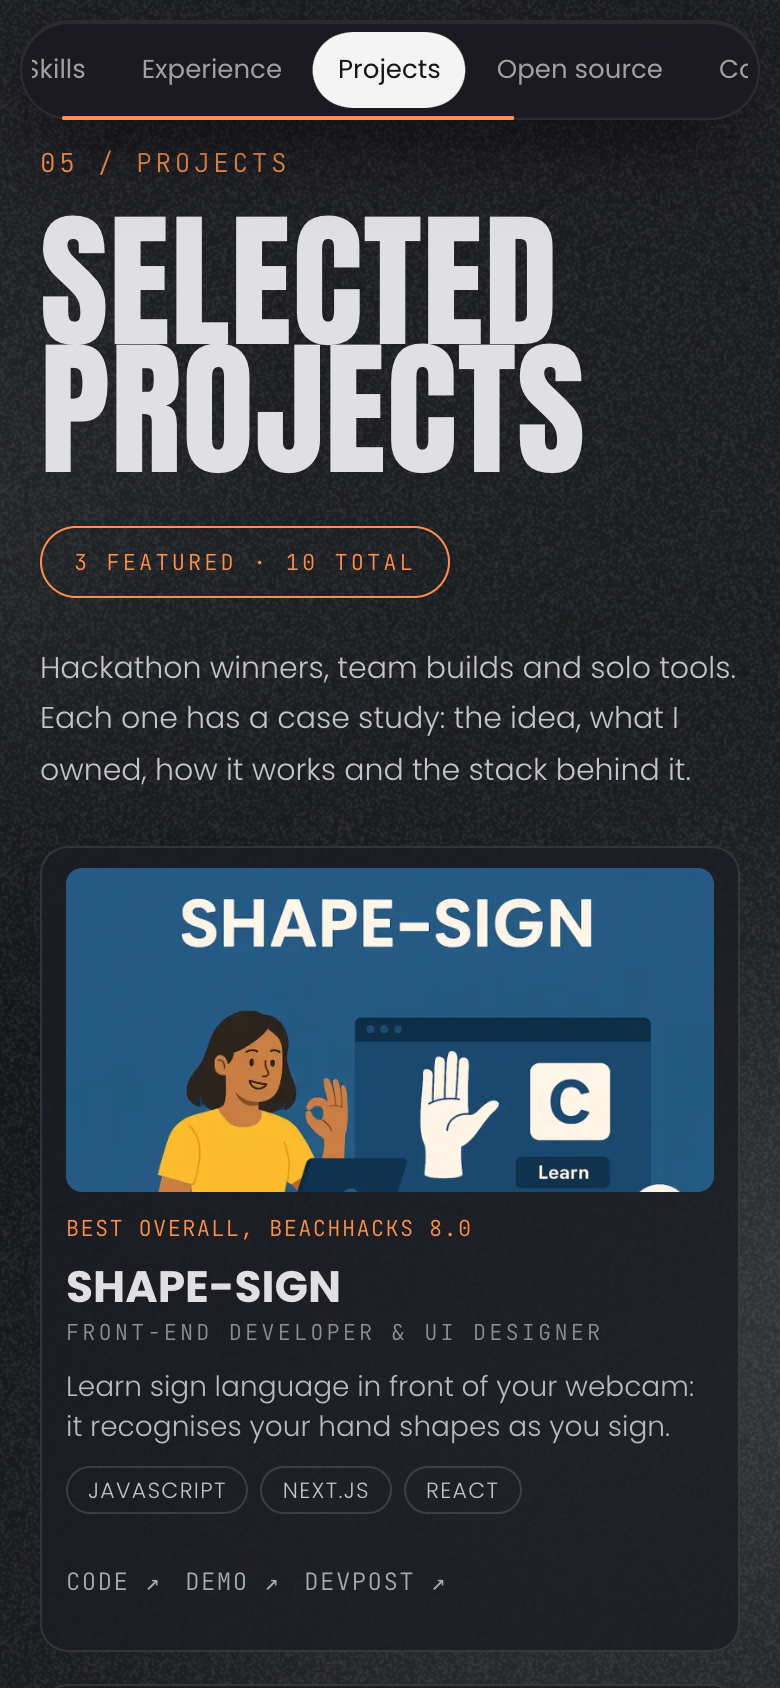 Skills Experience Projects Open source Co
05 / PROJECTS
SELECTED
PROJECTS
3 FEATURED · 10 TOTAL
Hackathon winners, team builds and solo tools.
Each one has a case study: the idea, what I
owned, how it works and the stack behind it.
SHAPE-SIGN
C
Learn
BEST OVERALL, BEACHHACKS 8.0
SHAPE-SIGN
FRONT-END DEVELOPER & UI DESIGNER
Learn sign language in front of your webcam:
it recognises your hand shapes as you sign.
JAVASCRIPT NEXT.JS REACT
CODE ↗ DEMO ↗ DEVPOST ↗